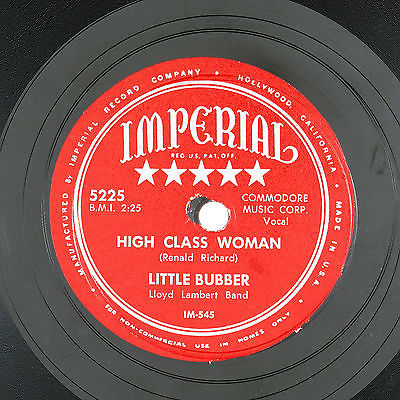 MANUFACTURED by IMPERIAL RECORD COMPANY ★ HOLLYWOOD, CALIFORNIA ★ MADE IN U.S.A.
IMPERIAL
REG. U.S. PAT. OFF.
★★★★★
5225
B.M.I. 2:25
COMMODORE
MUSIC CORP.
Vocal
HIGH CLASS WOMAN
(Renald Richard)
LITTLE BUBBER
Lloyd Lambert Band
IM-545
FOR NON-COMMERCIAL USE IN HOMES ONLY